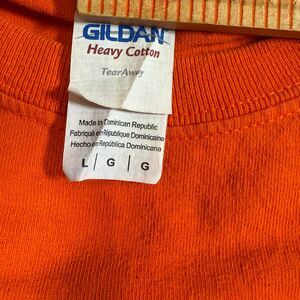 GILDAN
Heavy Cotton
TearAway
Made in Dominican Republic
Fabriqué en République Dominicaine
Hecho en República Dominicana
L | G | G